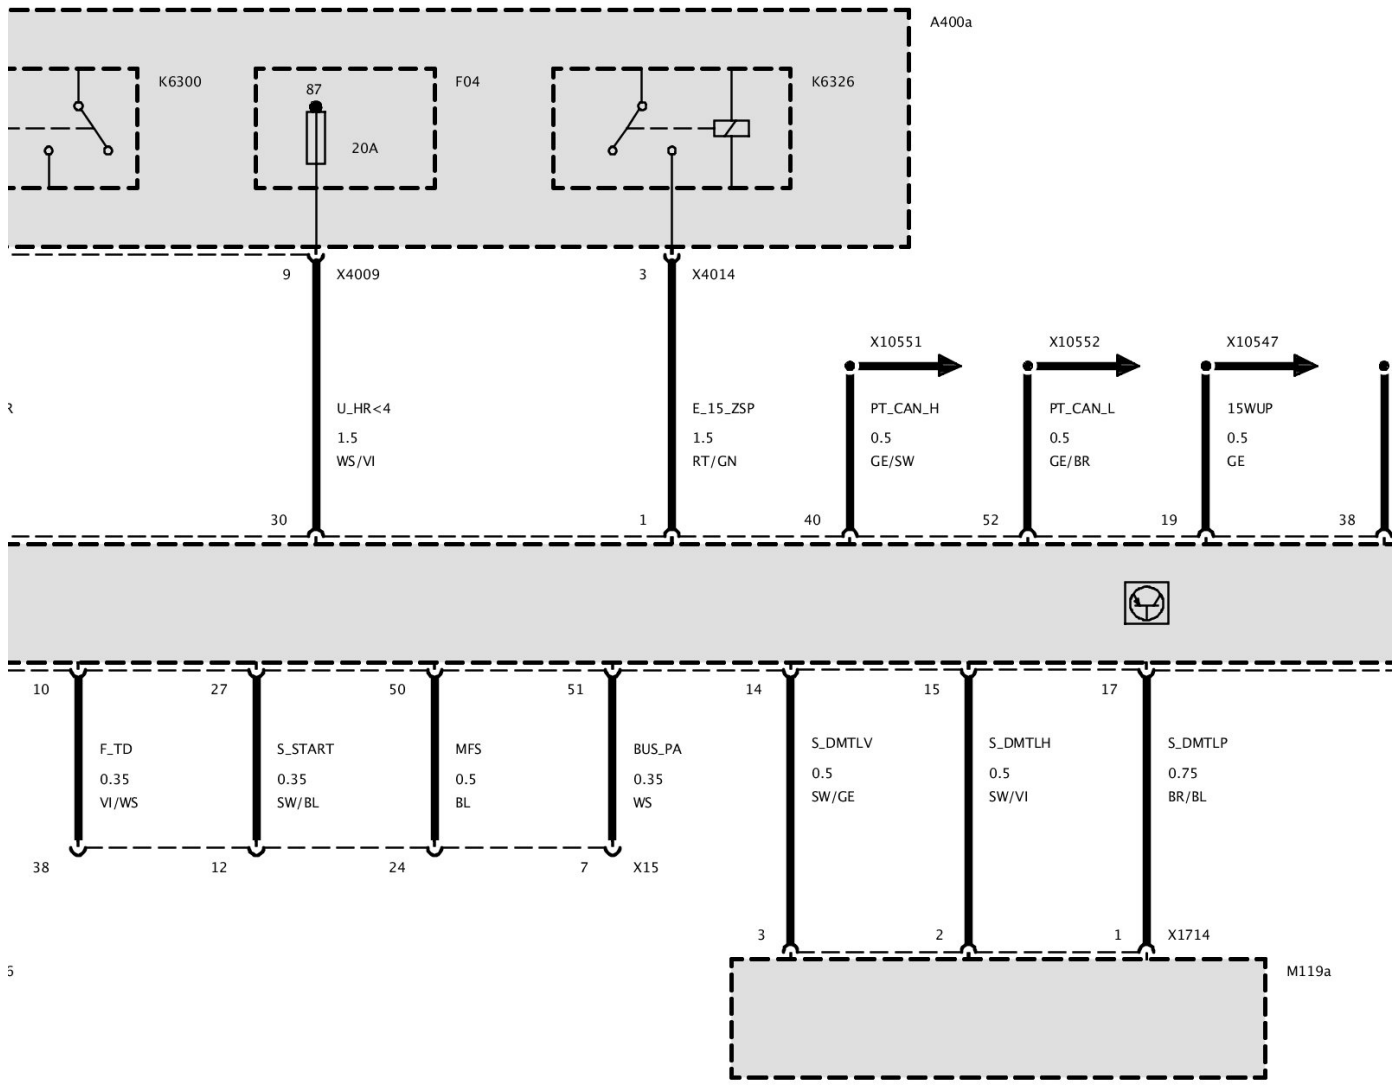 A400a
K6300
F04
K6326
87
20A
9
X4009
3
X4014
X10551
X10552
X10547
R
U_HR<4
1.5
WS/VI
E_15_ZSP
1.5
RT/GN
PT_CAN_H
0.5
GE/SW
PT_CAN_L
0.5
GE/BR
15WUP
0.5
GE
30
1
40
52
19
38
10
27
50
51
14
15
17
F_TD
0.35
VI/WS
S_START
0.35
SW/BL
MFS
0.5
BL
BUS_PA
0.35
WS
S_DMTLV
0.5
SW/GE
S_DMTLH
0.5
SW/VI
S_DMTLP
0.75
BR/BL
38
12
24
7
X15
3
2
1
X1714
6
M119a